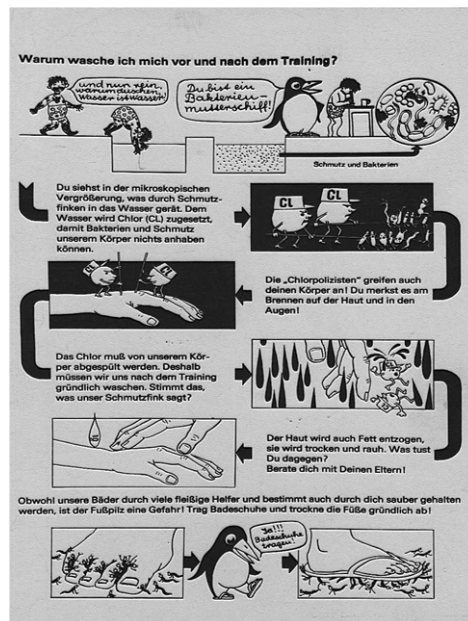 Warum wasche ich mich vor und nach dem Training?
und nun rein,
warum duschen,
Wasser ist Wasser!
Du bist ein
Bakterien-
mutterschiff!
Schmutz und Bakterien
Du siehst in der mikroskopischen
Vergrößerung, was durch Schmutz-
finken in das Wasser gerät. Dem
Wasser wird Chlor (CL) zugesetzt,
damit Bakterien und Schmutz
unserem Körper nichts anhaben
können.
CL
CL
CL
CL
Die „Chlorpolizisten“ greifen auch
deinen Körper an! Du merkst es am
Brennen auf der Haut und in den
Augen!
Das Chlor muß von unserem Kör-
per abgespült werden. Deshalb
müssen wir uns nach dem Training
gründlich waschen. Stimmt das,
was unser Schmutzfink sagt?
Der Haut wird auch Fett entzogen,
sie wird trocken und rauh. Was tust
Du dagegen?
Berate dich mit Deinen Eltern!
Obwohl unsere Bäder durch viele fleißige Helfer und bestimmt auch durch dich sauber gehalten
werden, ist der Fußpilz eine Gefahr! Trag Badeschuhe und trockne die Füße gründlich ab!
Ja!!!
Badeschuhe
tragen!